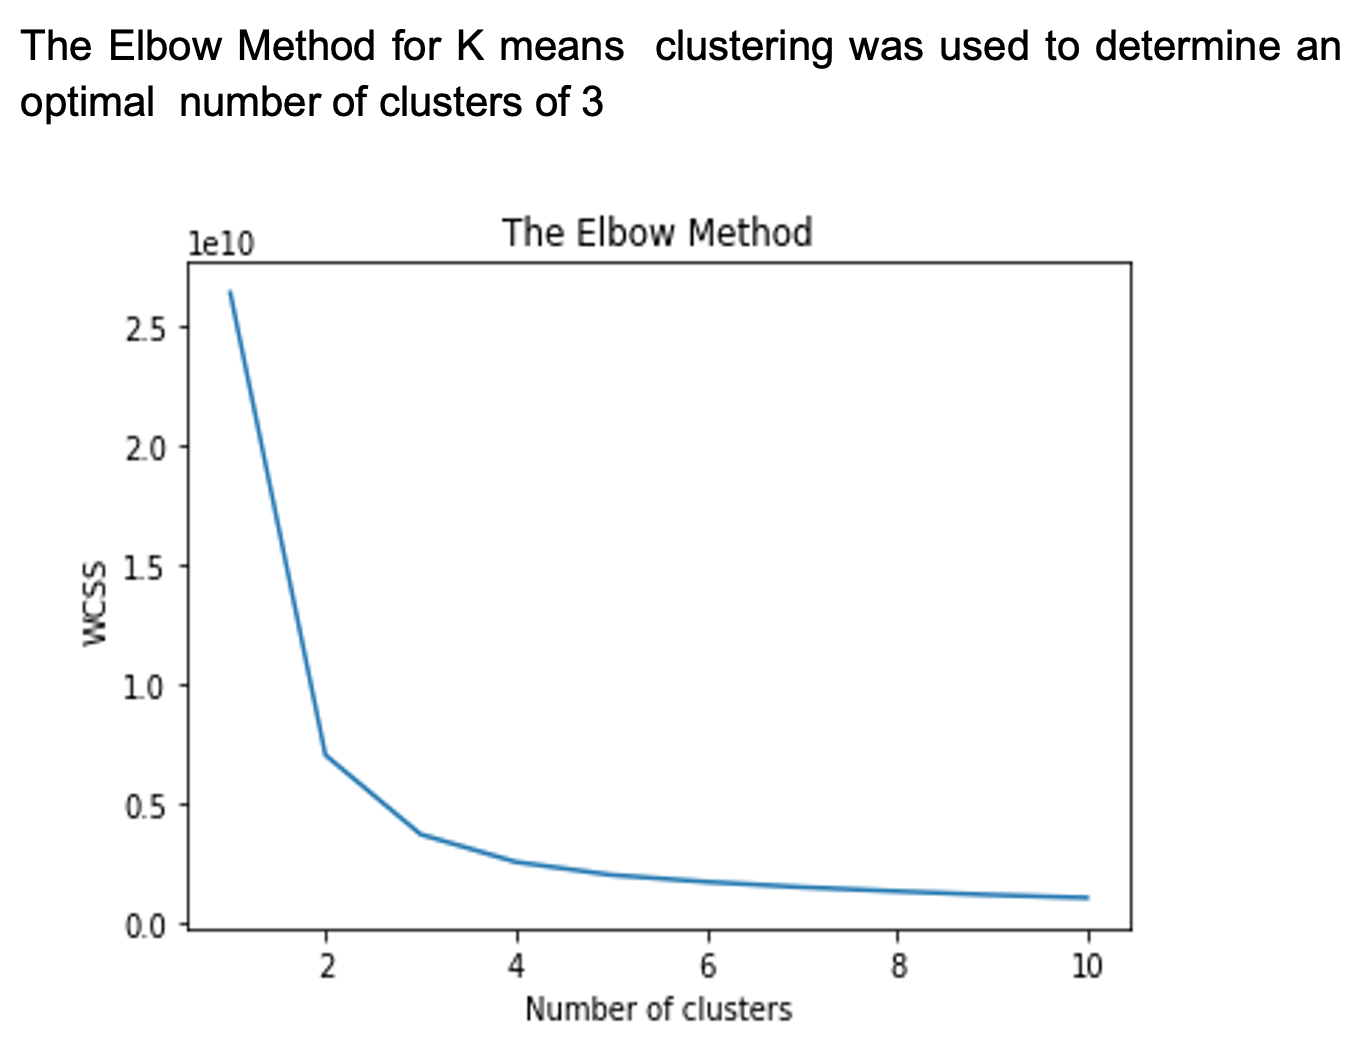 The Elbow Method for K means clustering was used to determine an
optimal number of clusters of 3
The Elbow Method
1e10
2.5
2.0
1.5
1.0
0.5
0.0
WCSS
2 4 6 8 10
Number of clusters